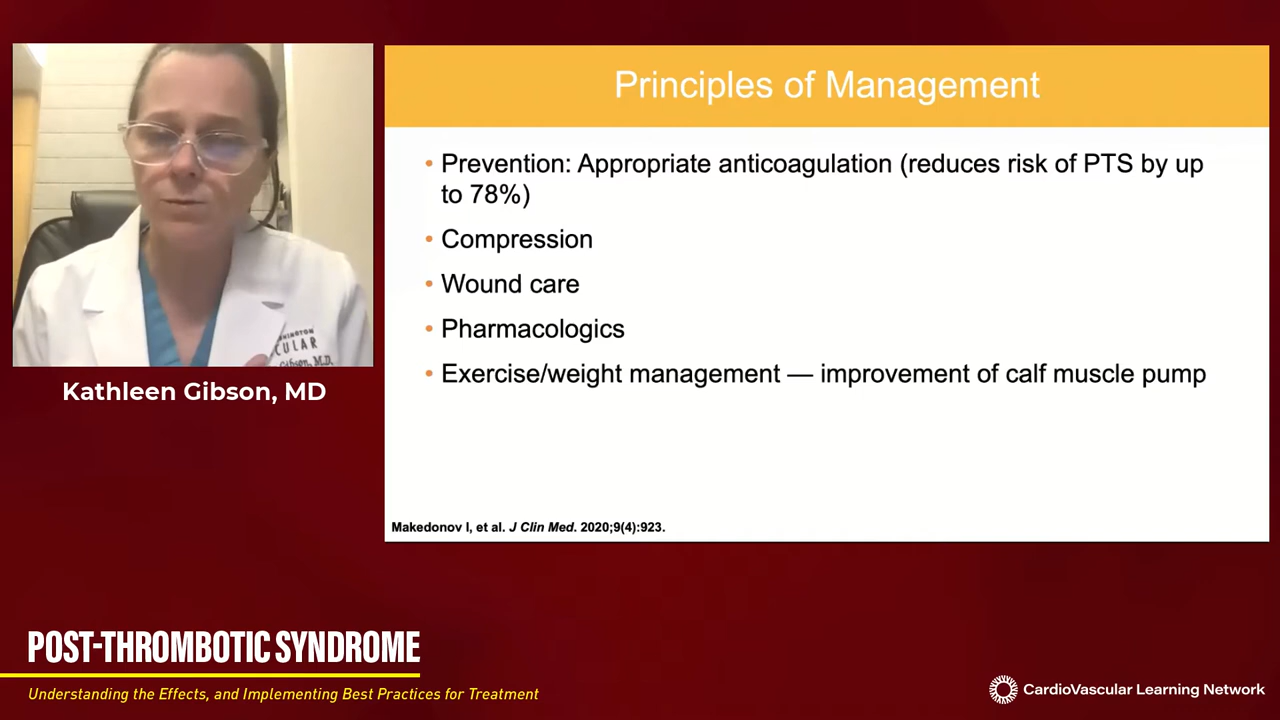 Principles of Management
• Prevention: Appropriate anticoagulation (reduces risk of PTS by up
to 78%)
• Compression
• Wound care
• Pharmacologics
• Exercise/weight management — improvement of calf muscle pump
Makedonov I, et al. J Clin Med. 2020;9(4):923.
Gibson, M.D.
Kathleen Gibson, MD
POST-THROMBOTIC SYNDROME
Understanding the Effects, and Implementing Best Practices for Treatment
CardioVascular Learning Network